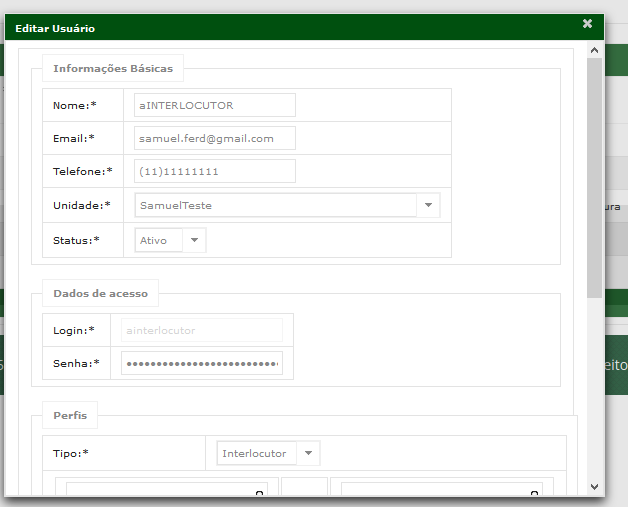 Editar Usuário
Informações Básicas
Nome:* aINTERLOCUTOR
Email:* samuel.ferd@gmail.com
Telefone:* (11)11111111
Unidade:* SamuelTeste
ura
Status:* Ativo
Dados de acesso
Login:* ainterlocutor
Senha:* ••••••••••••••••••••••••••
eito
Perfis
Tipo:* Interlocutor